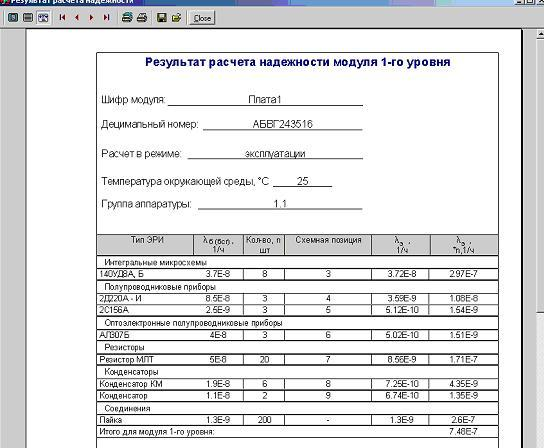 Результат расчета надежности
Close
Результат расчета надежности модуля 1-го уровня
Шифр модуля: Плата1
Децимальный номер: АБВГ243516
Расчет в режиме: эксплуатации
Температура окружающей среды, °С 25
Группа аппаратуры: 1.1
Тип ЭРИ λб (бсг), 1/ч Кол-во, n шт Схемная позиция λэ, 1/ч λэ, *n,1/ч
Интегральные микросхемы
140УД8А, Б 3.7E-8 8 3 3.72E-8 2.97E-7
Полупроводниковые приборы
2Д220А - И 8.5E-8 3 4 3.59E-9 1.08E-8
2С156А 2.5E-9 3 5 5.12E-10 1.54E-9
Оптоэлектронные полупроводниковые приборы
АЛ307Б 4E-8 3 6 5.02E-10 1.51E-9
Резисторы
Резистор МЛТ 5E-8 20 7 8.56E-9 1.71E-7
Конденсаторы
Конденсатор КМ 1.9E-8 6 8 7.25E-10 4.35E-9
Конденсатор 1.1E-8 2 9 6.74E-10 1.35E-9
Соединения
Пайка 1.3E-9 200 - 1.3E-9 2.6E-7
Итого для модуля 1-го уровня: 7.48E-7